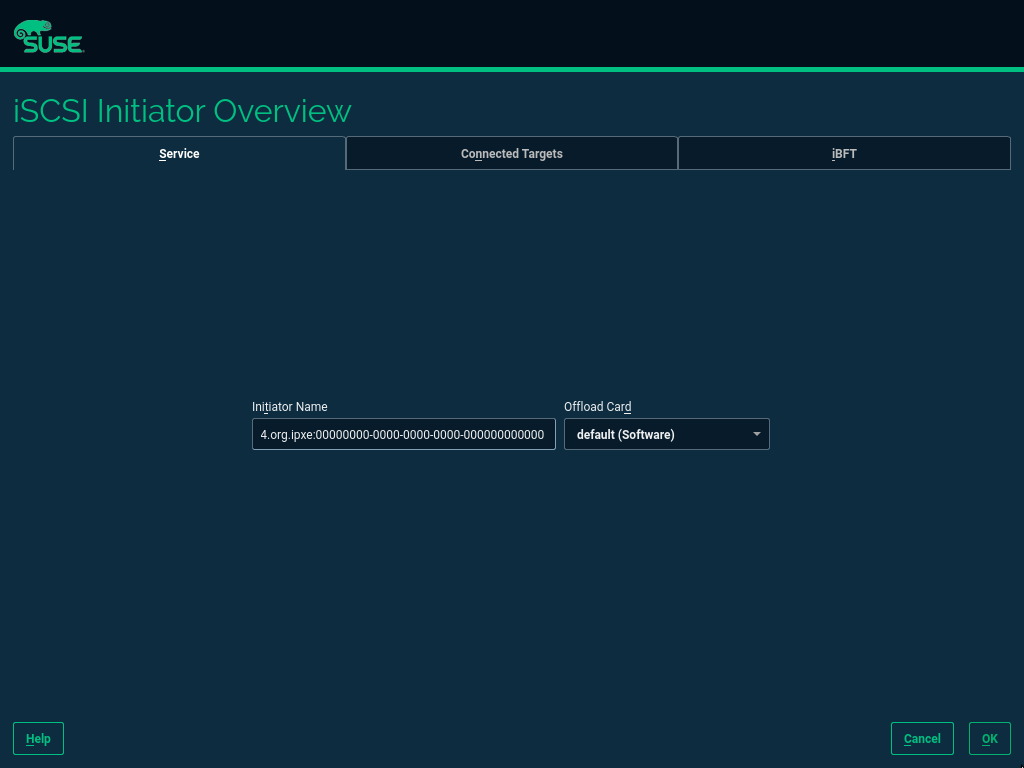 SUSE
iSCSI Initiator Overview
Service Connected Targets iBFT
Initiator Name Offload Card
4.org.ipxe:00000000-0000-0000-0000-000000000000 default (Software)
Help Cancel OK